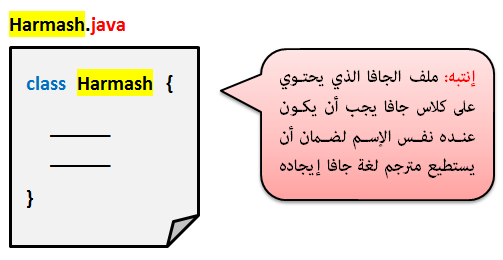 Harmash.java
class Harmash {
}
إنتبه: ملف الجافا الذي يحتوي
على كلاس جافا يجب أن يكون
عنده نفس الإسم لضمان أن
يستطيع مترجم لغة جافا إيجاده